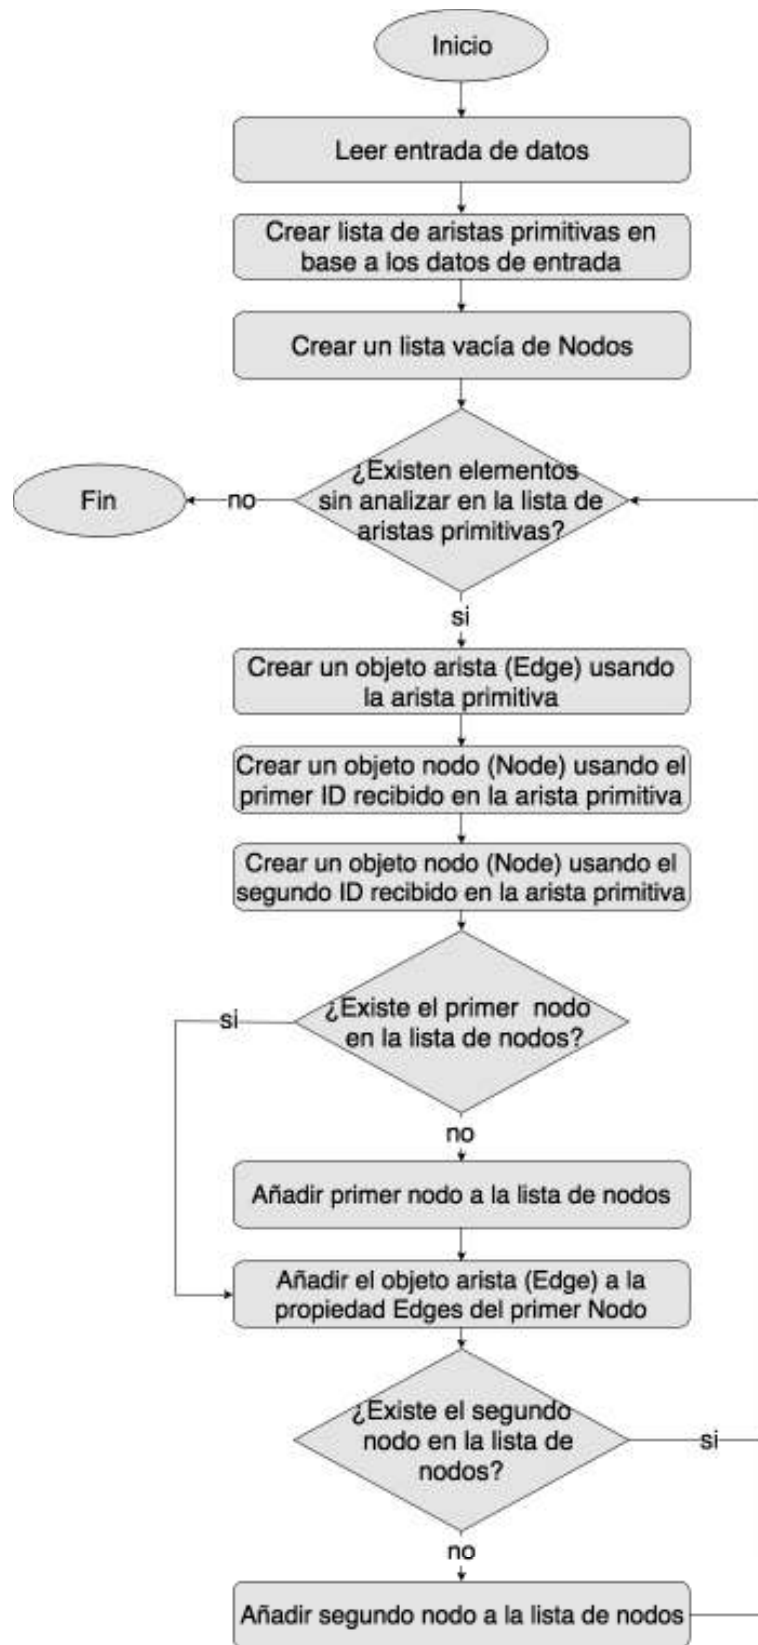 Inicio
Leer entrada de datos
Crear lista de aristas primitivas en
base a los datos de entrada
Crear un lista vacía de Nodos
¿Existen elementos
sin analizar en la lista de
aristas primitivas?
no
Fin
si
Crear un objeto arista (Edge) usando
la arista primitiva
Crear un objeto nodo (Node) usando el
primer ID recibido en la arista primitiva
Crear un objeto nodo (Node) usando el
segundo ID recibido en la arista primitiva
¿Existe el primer nodo
en la lista de nodos?
si
no
Añadir primer nodo a la lista de nodos
Añadir el objeto arista (Edge) a la
propiedad Edges del primer Nodo
¿Existe el segundo
nodo en la lista de
nodos?
si
no
Añadir segundo nodo a la lista de nodos